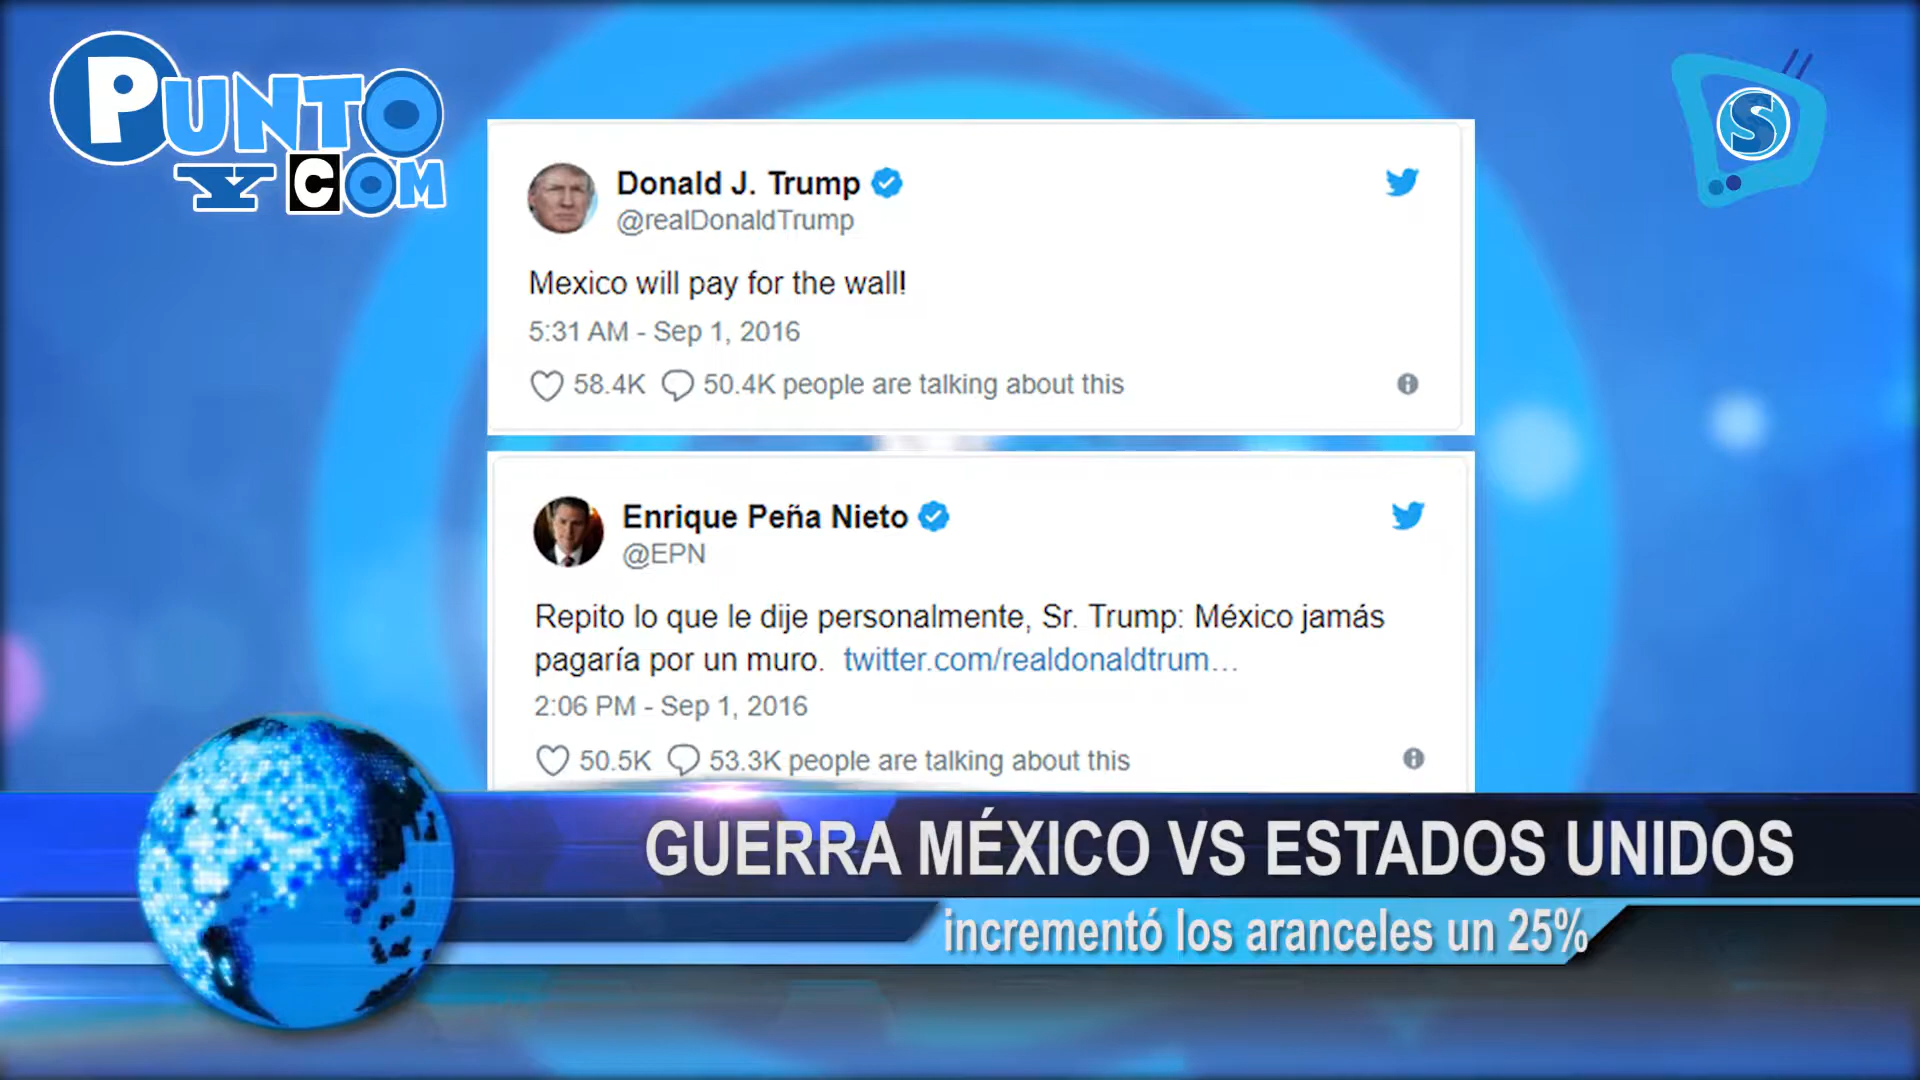 PUNTO
Y COM
S
Donald J. Trump
@realDonaldTrump
Mexico will pay for the wall!
5:31 AM - Sep 1, 2016
58.4K 50.4K people are talking about this
Enrique Peña Nieto
@EPN
Repito lo que le dije personalmente, Sr. Trump: México jamás
pagaría por un muro. twitter.com/realdonaldtrum…
2:06 PM - Sep 1, 2016
50.5K 53.3K people are talking about this
GUERRA MÉXICO VS ESTADOS UNIDOS
incrementó los aranceles un 25%